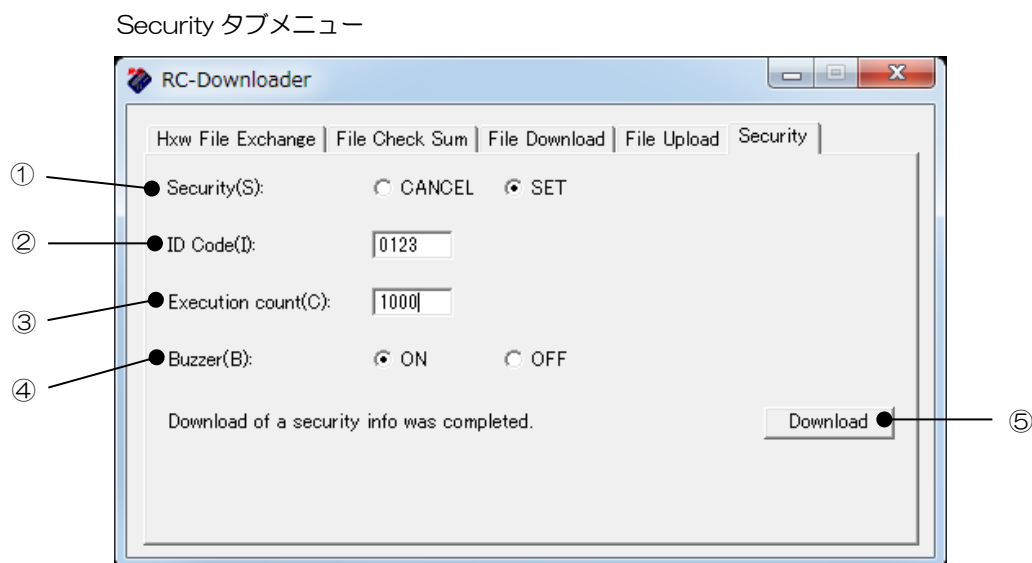 Security タブメニュー
RC-Downloader
Hxw File Exchange File Check Sum File Download File Upload Security
① Security(S): CANCEL SET
② ID Code(I): 0123
③ Execution count(C): 1000
④ Buzzer(B): ON OFF
Download of a security info was completed. Download ⑤